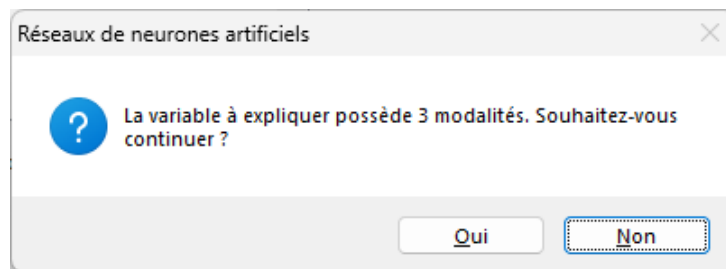 Réseaux de neurones artificiels
La variable à expliquer possède 3 modalités. Souhaitez-vous
continuer ?
Oui
Non